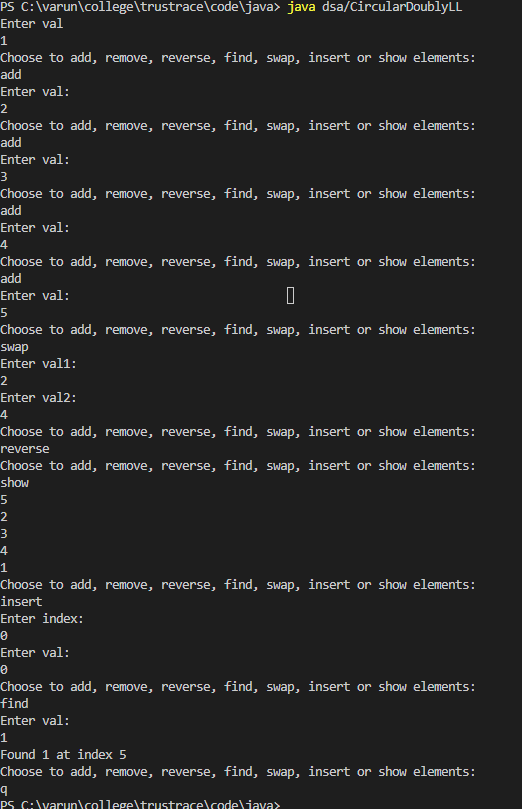 PS C:\varun\college\trustrace\code\java> java dsa/CircularDoublyLL
Enter val
1
Choose to add, remove, reverse, find, swap, insert or show elements:
add
Enter val:
2
Choose to add, remove, reverse, find, swap, insert or show elements:
add
Enter val:
3
Choose to add, remove, reverse, find, swap, insert or show elements:
add
Enter val:
4
Choose to add, remove, reverse, find, swap, insert or show elements:
add
Enter val:
5
Choose to add, remove, reverse, find, swap, insert or show elements:
swap
Enter val1:
2
Enter val2:
4
Choose to add, remove, reverse, find, swap, insert or show elements:
reverse
Choose to add, remove, reverse, find, swap, insert or show elements:
show
5
2
3
4
1
Choose to add, remove, reverse, find, swap, insert or show elements:
insert
Enter index:
0
Enter val:
0
Choose to add, remove, reverse, find, swap, insert or show elements:
find
Enter val:
1
Found 1 at index 5
Choose to add, remove, reverse, find, swap, insert or show elements:
q
PS C:\varun\college\trustrace\code\java>